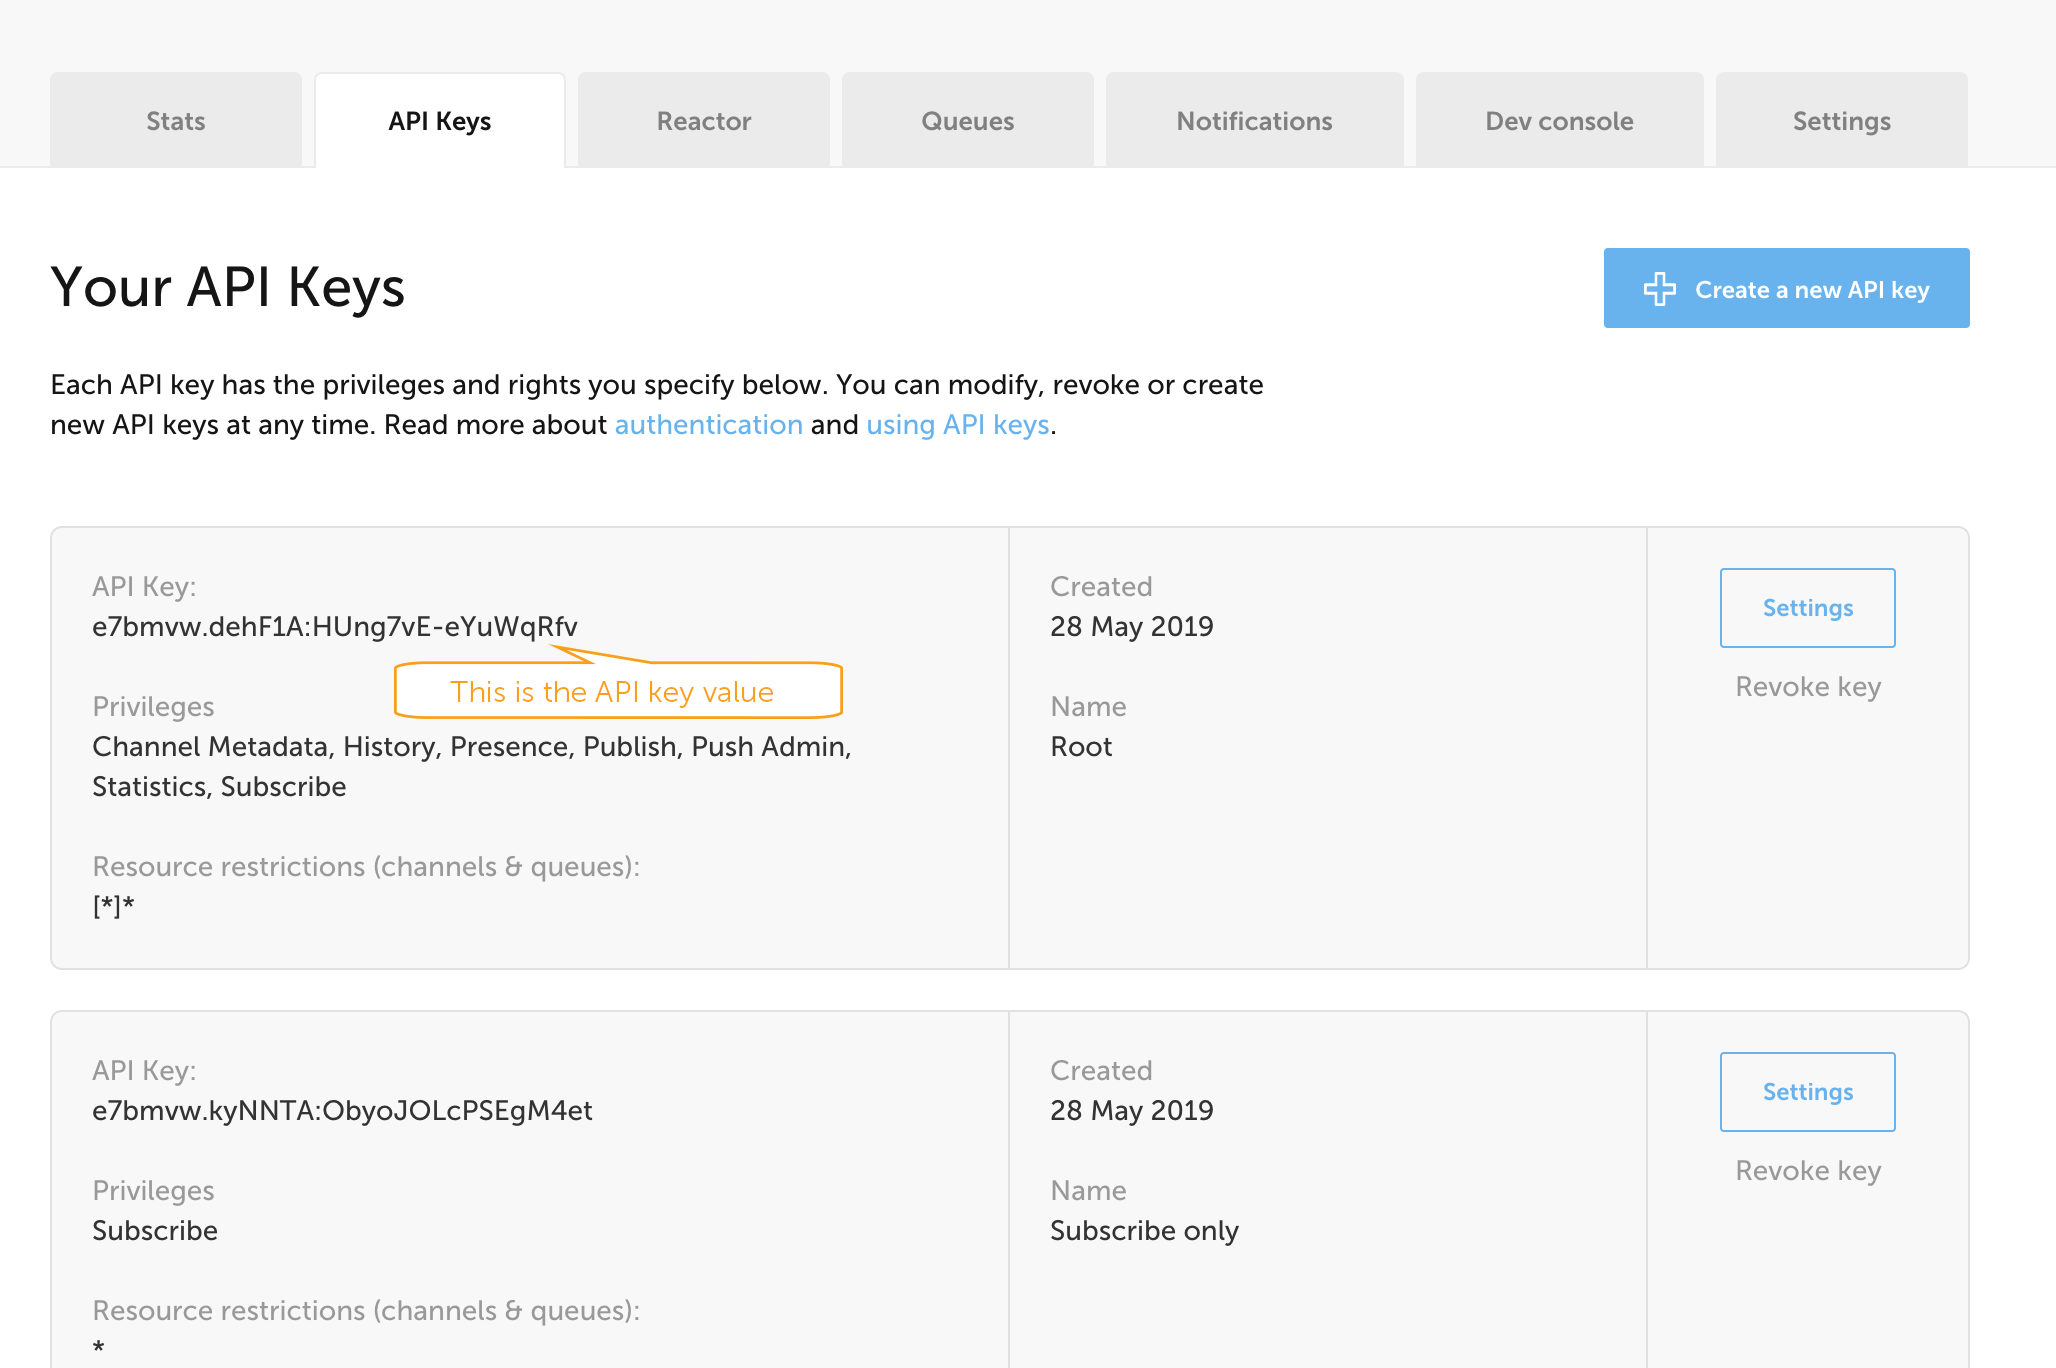 Stats
API Keys
Reactor
Queues
Notifications
Dev console
Settings
Your API Keys
Create a new API key
Each API key has the privileges and rights you specify below. You can modify, revoke or create
new API keys at any time. Read more about authentication and using API keys.
API Key:
e7bmvw.dehF1A:HUng7vE-eYuWqRfv
This is the API key value
Privileges
Channel Metadata, History, Presence, Publish, Push Admin,
Statistics, Subscribe
Resource restrictions (channels & queues):
[*]*
Created
28 May 2019
Name
Root
Settings
Revoke key
API Key:
e7bmvw.kyNNTA:ObyoJOLcPSEgM4et
Privileges
Subscribe
Resource restrictions (channels & queues):
*
Created
28 May 2019
Name
Subscribe only
Settings
Revoke key